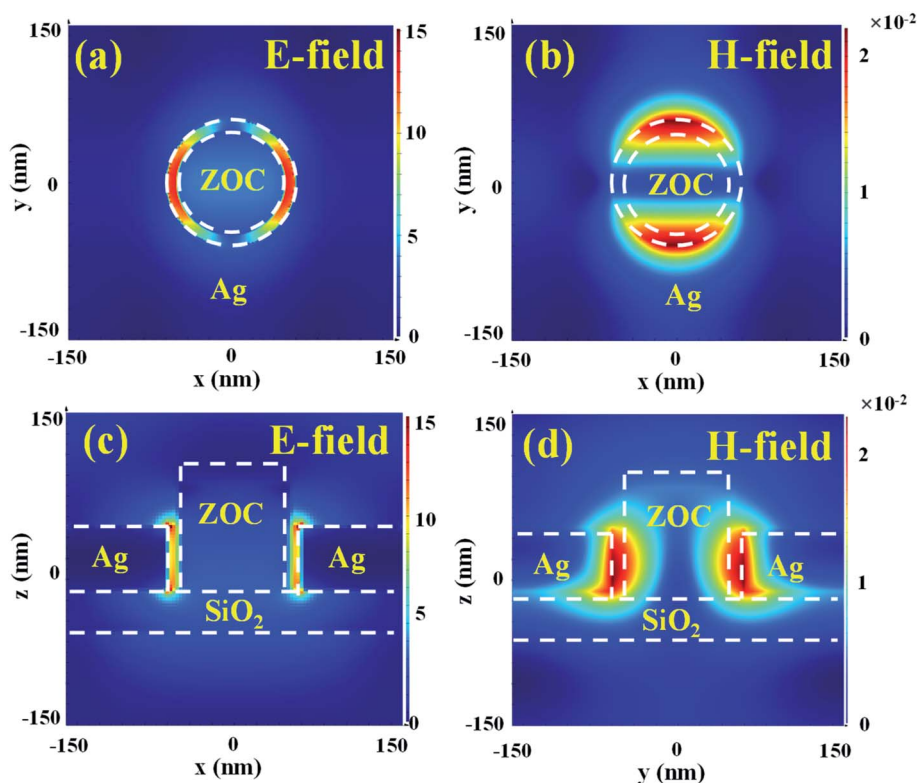 (a) E-field
ZOC
Ag
150
0
-150
y (nm)
-150 0 150
x (nm)
15
10
5
0
(b) H-field
ZOC
Ag
150
0
-150
y (nm)
-150 0 150
x (nm)
×10-2
2
1
0
(c) E-field
ZOC
Ag Ag
SiO2
150
0
-150
z (nm)
-150 0 150
x (nm)
15
10
5
0
(d) H-field
ZOC
Ag Ag
SiO2
150
0
-150
z (nm)
-150 0 150
y (nm)
×10-2
2
1
0